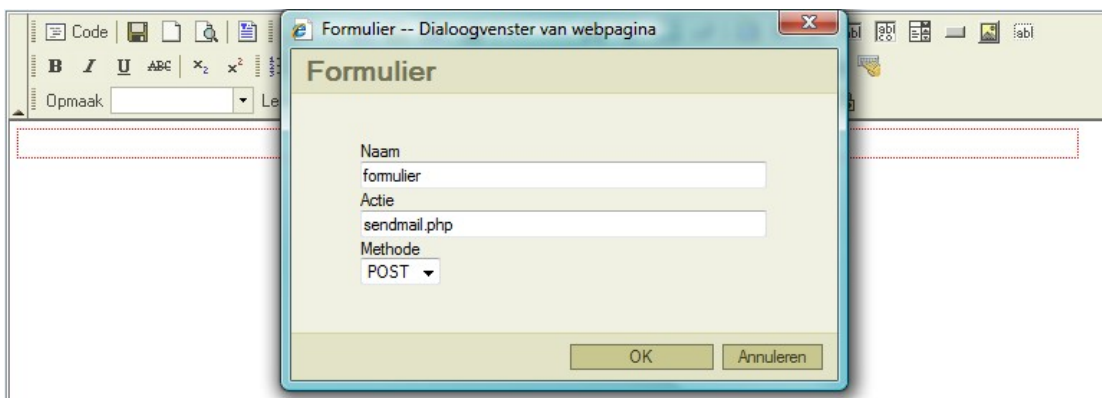 Code
Formulier -- Dialoogvenster van webpagina
B I U ABC x₂ x²
Formulier
Opmaak
Le
Naam
formulier
Actie
sendmail.php
Methode
POST
OK Annuleren